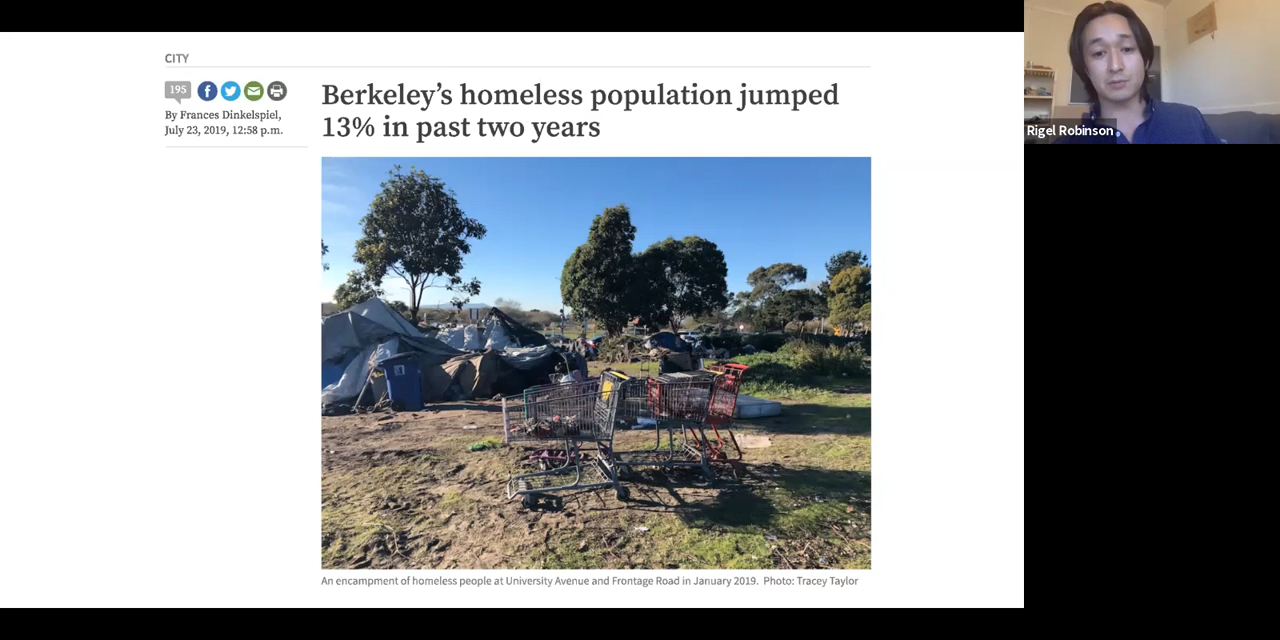 CITY
195
By Frances Dinkelspiel,
July 23, 2019, 12:58 p.m.
Berkeley’s homeless population jumped
13% in past two years
An encampment of homeless people at University Avenue and Frontage Road in January 2019. Photo: Tracey Taylor
Rigel Robinson